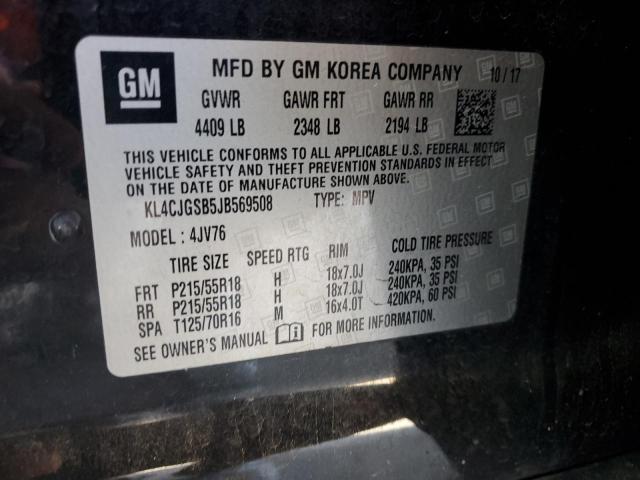 GM MFD BY GM KOREA COMPANY 10/17
GVWR GAWR FRT GAWR RR
4409 LB 2348 LB 2194 LB
THIS VEHICLE CONFORMS TO ALL APPLICABLE U.S. FEDERAL MOTOR
VEHICLE SAFETY AND THEFT PREVENTION STANDARDS IN EFFECT
ON THE DATE OF MANUFACTURE SHOWN ABOVE.
KL4CJGSB5JB569508 TYPE: MPV
MODEL: 4JV76
TIRE SIZE SPEED RTG RIM COLD TIRE PRESSURE
FRT P215/55R18 H 18x7.0J 240KPA, 35 PSI
RR P215/55R18 H 18x7.0J 240KPA, 35 PSI
SPA T125/70R16 M 16x4.0T 420KPA, 60 PSI
SEE OWNER'S MANUAL FOR MORE INFORMATION.